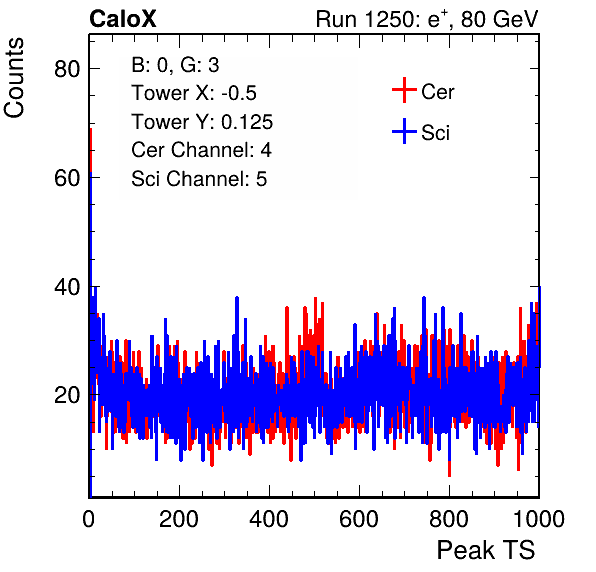 CaloX Run 1250: e⁺, 80 GeV
Counts
B: 0, G: 3
Tower X: -0.5
Tower Y: 0.125
Cer Channel: 4
Sci Channel: 5
Cer
Sci
80
60
40
20
0 200 400 600 800 1000
Peak TS